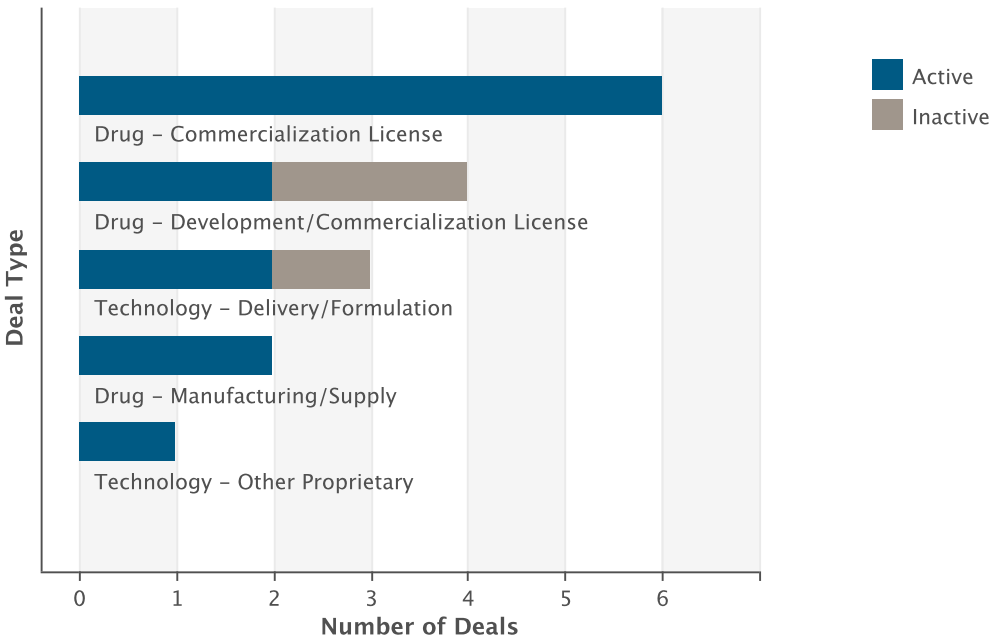 Active
Inactive
Drug – Commercialization License
Drug – Development/Commercialization License
Technology – Delivery/Formulation
Drug – Manufacturing/Supply
Technology – Other Proprietary
Deal Type
0 1 2 3 4 5 6
Number of Deals